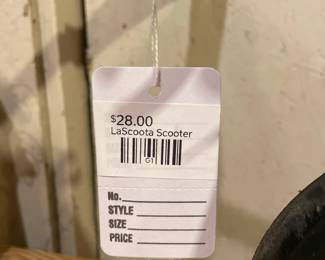 $28.00
LaScoota Scooter
G1
No.
STYLE
SIZE
PRICE